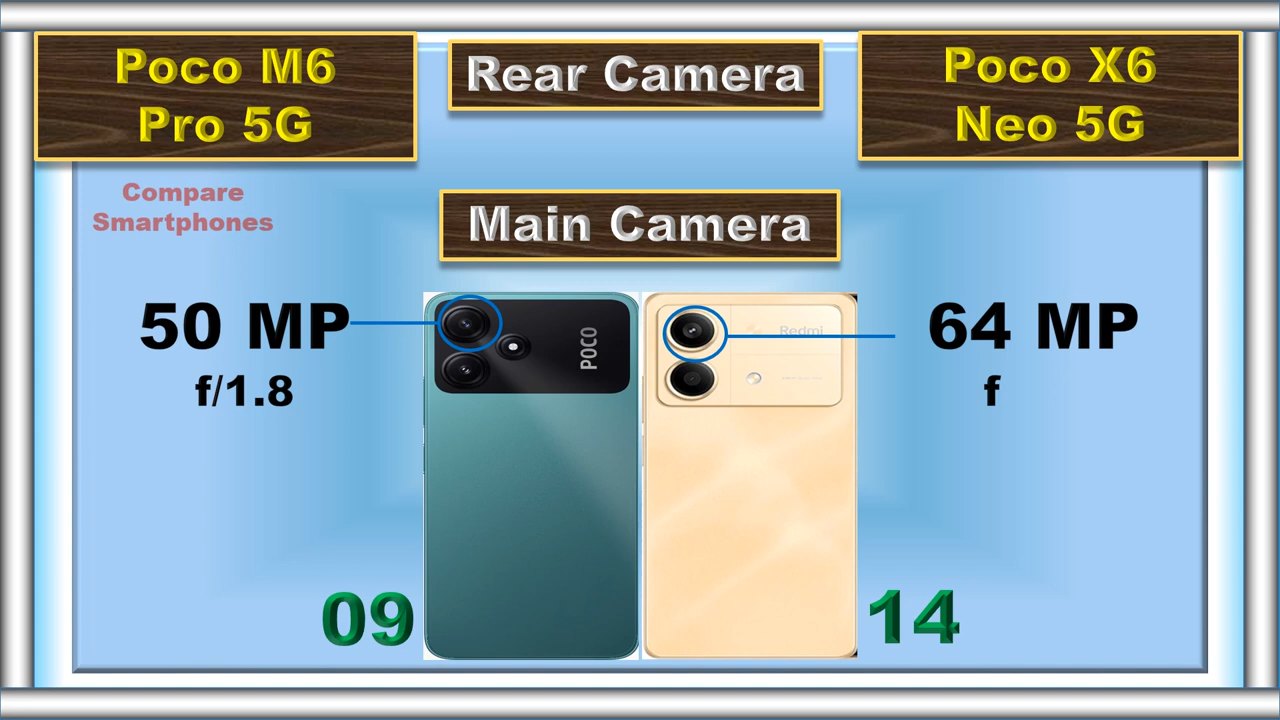 Poco M6
Pro 5G
Rear Camera
Poco X6
Neo 5G
Compare
Smartphones
Main Camera
50 MP
f/1.8
POCO
Redmi
64 MP
f
09
14